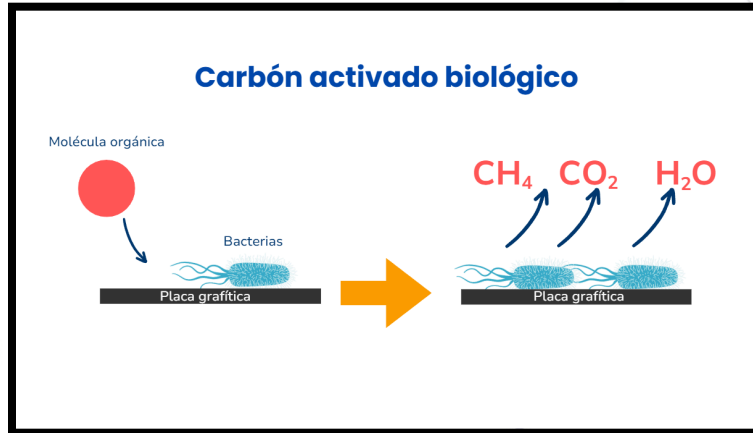 Carbón activado biológico
Molécula orgánica
Bacterias
Placa grafítica
CH₄ CO₂ H₂O
Placa grafítica